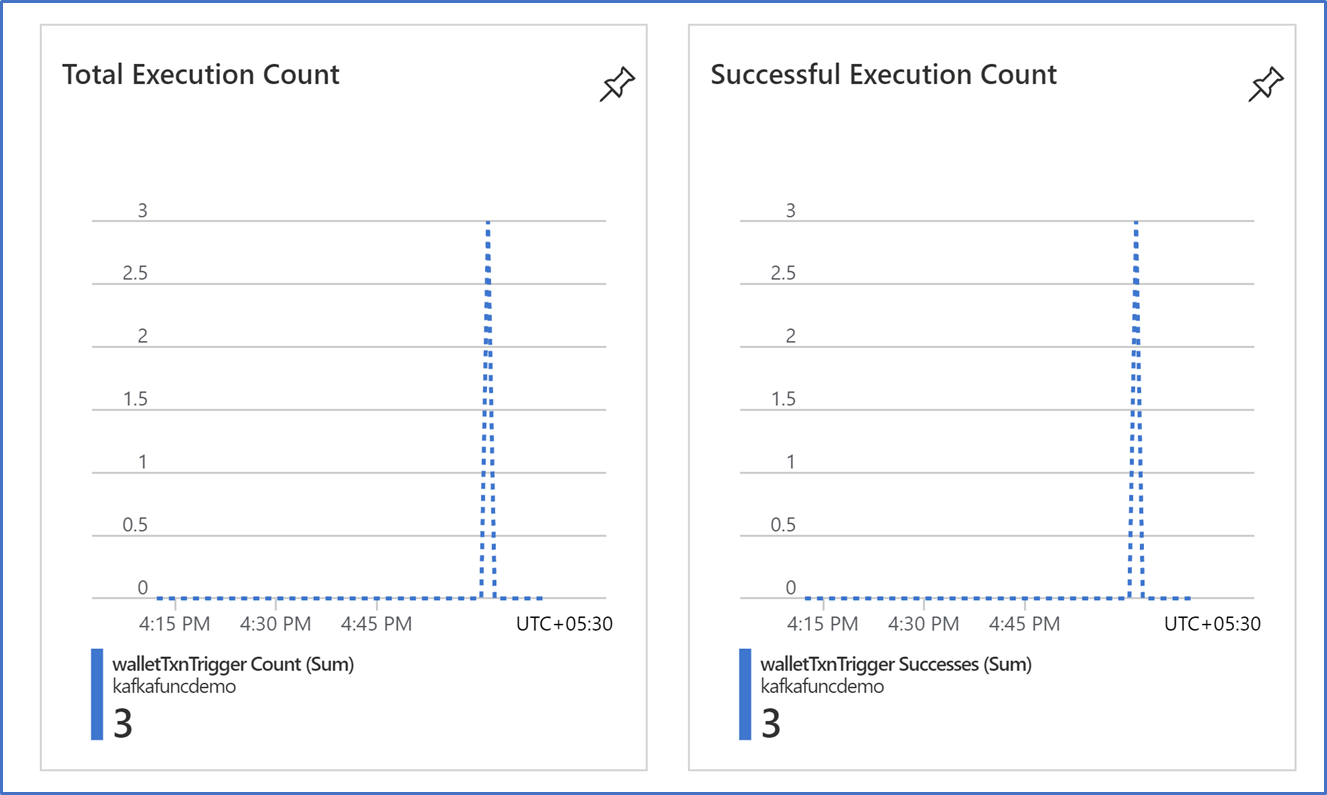 Total Execution Count
3
2.5
2
1.5
1
0.5
0
4:15 PM 4:30 PM 4:45 PM UTC+05:30
walletTxnTrigger Count (Sum)
kafkafuncdemo
3
Successful Execution Count
3
2.5
2
1.5
1
0.5
0
4:15 PM 4:30 PM 4:45 PM UTC+05:30
walletTxnTrigger Successes (Sum)
kafkafuncdemo
3